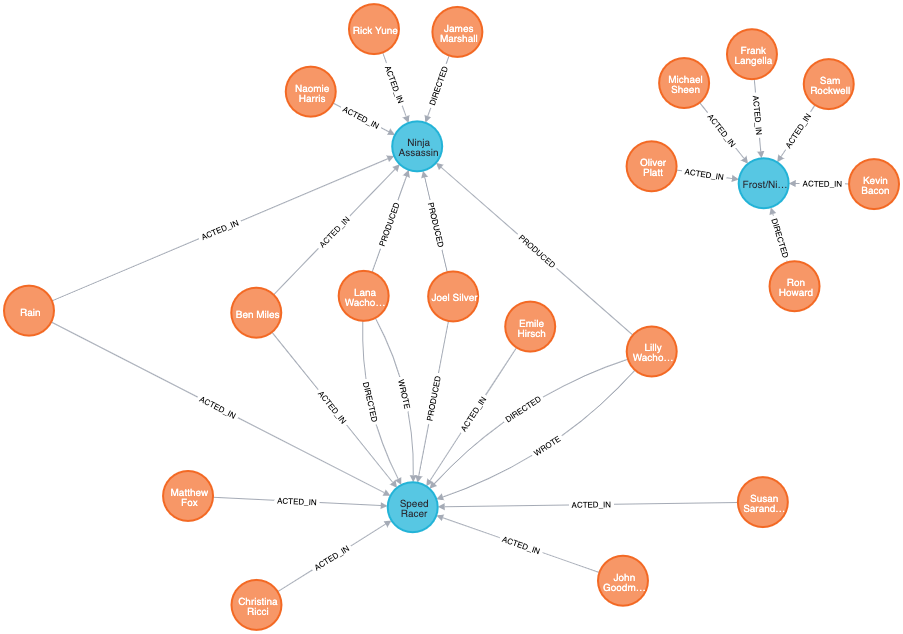 Rick Yune
James
Marshall
Frank
Langella
Michael
Sheen
Sam
Rockwell
Naomie
Harris
ACTED_IN
DIRECTED
ACTED_IN
ACTED_IN
ACTED_IN
ACTED_IN
ACTED_IN
Ninja
Assassin
Oliver
Platt
ACTED_IN
Frost/Ni...
ACTED_IN
Kevin
Bacon
ACTED_IN
ACTED_IN
PRODUCED
PRODUCED
PRODUCED
DIRECTED
Ron
Howard
Rain
Ben Miles
Lana
Wacho...
Joel Silver
Emile
Hirsch
Lilly
Wacho...
ACTED_IN
ACTED_IN
DIRECTED
WROTE
PRODUCED
ACTED_IN
DIRECTED
WROTE
Matthew
Fox
ACTED_IN
Speed
Racer
ACTED_IN
Susan
Sarand...
ACTED_IN
ACTED_IN
Christina
Ricci
John
Goodm...